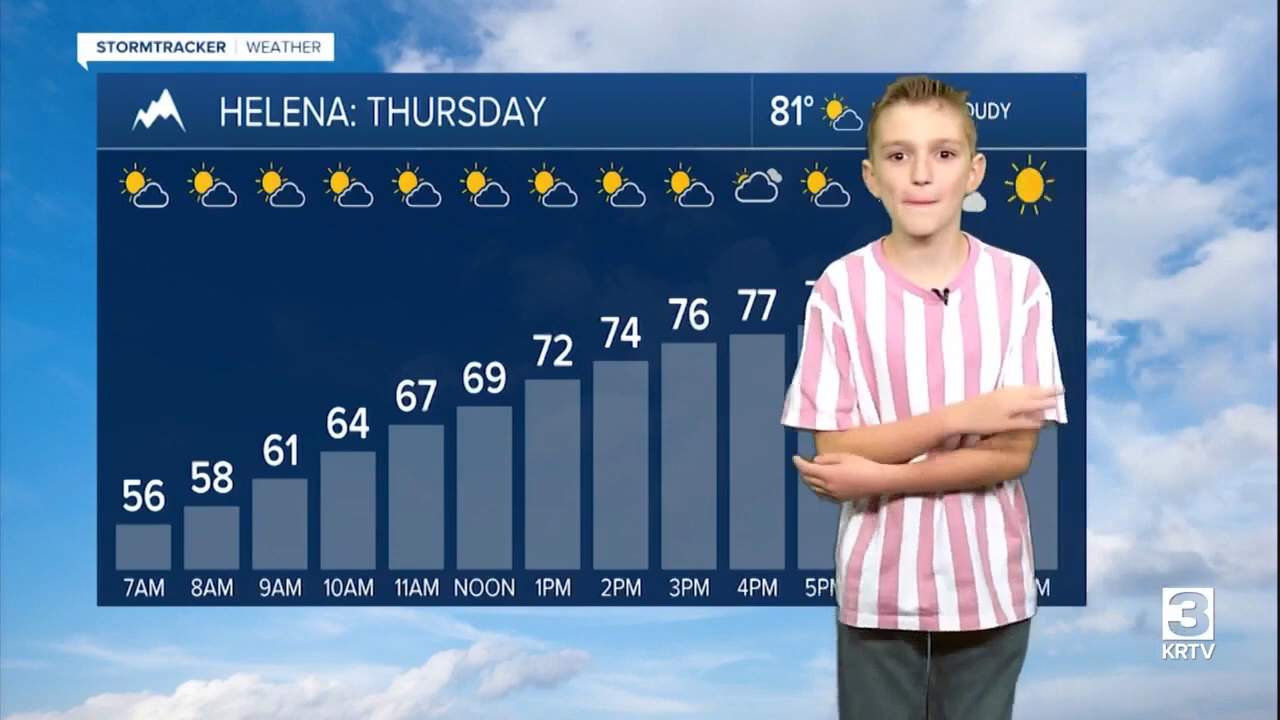 STORMTRACKER | WEATHER
HELENA: THURSDAY
81°
56 58 61 64 67 69 72 74 76 77
7AM 8AM 9AM 10AM 11AM NOON 1PM 2PM 3PM 4PM
3
KRTV